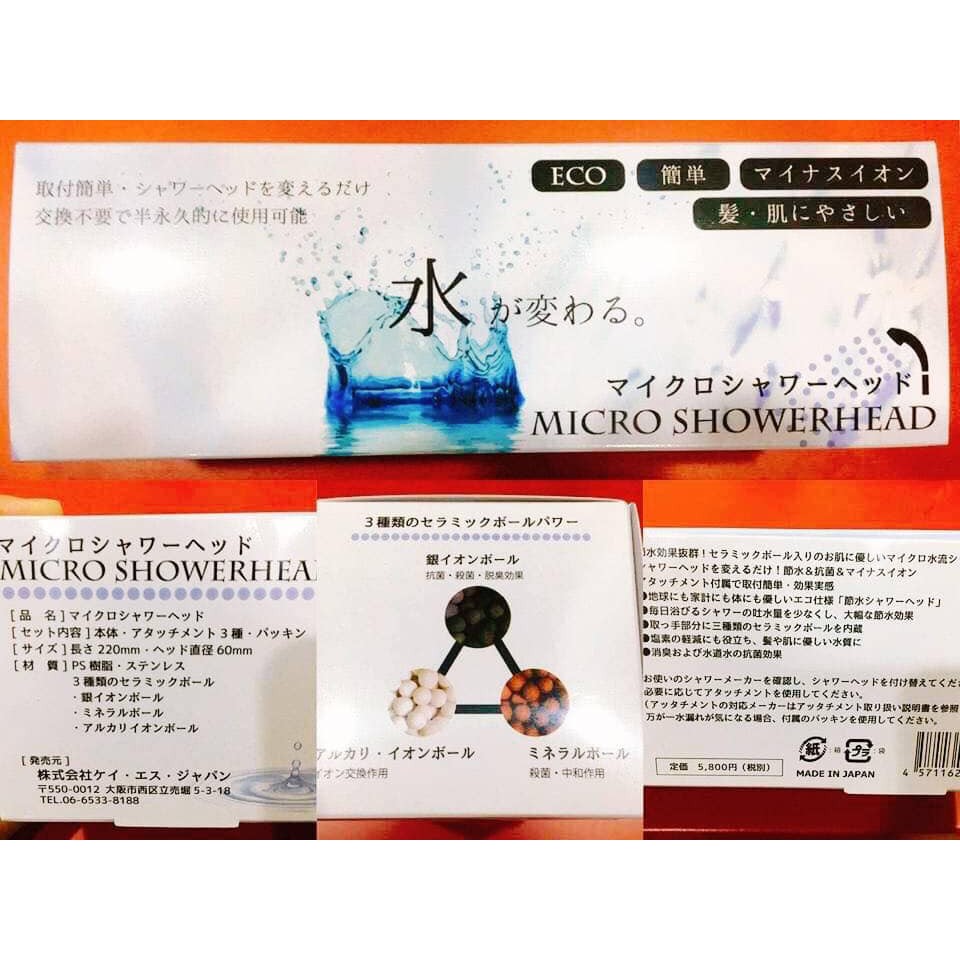 取付簡単・シャワーヘッドを変えるだけ
交換不要で半永久的に使用可能
ECO 簡単 マイナスイオン
髪・肌にやさしい
水が変わる。
マイクロシャワーヘッド
MICRO SHOWERHEAD
マイクロシャワーヘッド
MICRO SHOWERHEA
[品 名]マイクロシャワーヘッド
[セット内容]本体・アタッチメント3種・パッキン
[サイズ]長さ220mm・ヘッド直径60mm
[材 質]PS樹脂・ステンレス
3種類のセラミックボール
・銀イオンボール
・ミネラルボール
・アルカリイオンボール
[発売元]
株式会社ケイ・エス・ジャパン
〒550-0012 大阪市西区立売堀5-3-18
TEL.06-6533-8188
3種類のセラミックボールパワー
銀イオンボール
抗菌・殺菌・脱臭効果
アルカリ・イオンボール
イオン交換作用
ミネラルボール
殺菌・中和作用
節水効果抜群!セラミックボール入りのお肌に優しいマイクロ水流シ
シャワーヘッドを変えるだけ!節水&抗菌&マイナスイオン
アタッチメント付属で取付簡単・効果実感
●地球にも家計にも体にも優しいエコ仕様「節水シャワーヘッド」
●毎日浴びるシャワーの吐水量を少なくし、大幅な節水効果
●取っ手部分に三種類のセラミックボールを内蔵
●塩素の軽減にも役立ち、髪や肌に優しい水質に
●消臭および水道水の抗菌効果
お使いのシャワーメーカーを確認し、シャワーヘッドを付け替えてくださ
必要に応じてアタッチメントを使用してください。
(アッタチメントの対応メーカーはアタッチメント取り扱い説明書を参照
万が一水漏れが気になる場合、付属のパッキンを使用してください。
紙 :箱 プラ :袋
定価 5,800円(税別)
MADE IN JAPAN
4 571162